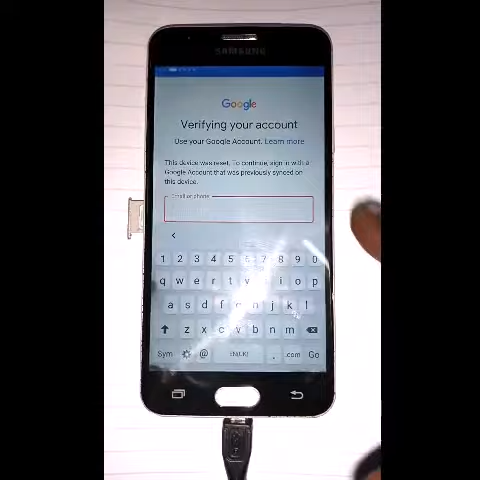 SAMSUNG
Google
Verifying your account
Use your Google Account. Learn more
This device was reset. To continue, sign in with a
Google Account that was previously synced on
this device.
Email or phone
1 2 3 4 5 6 7 8 9 0
q w e r t y i o p
a s d f g h j k l
z x c v b n m
Sym @ EN(UK) . .com Go